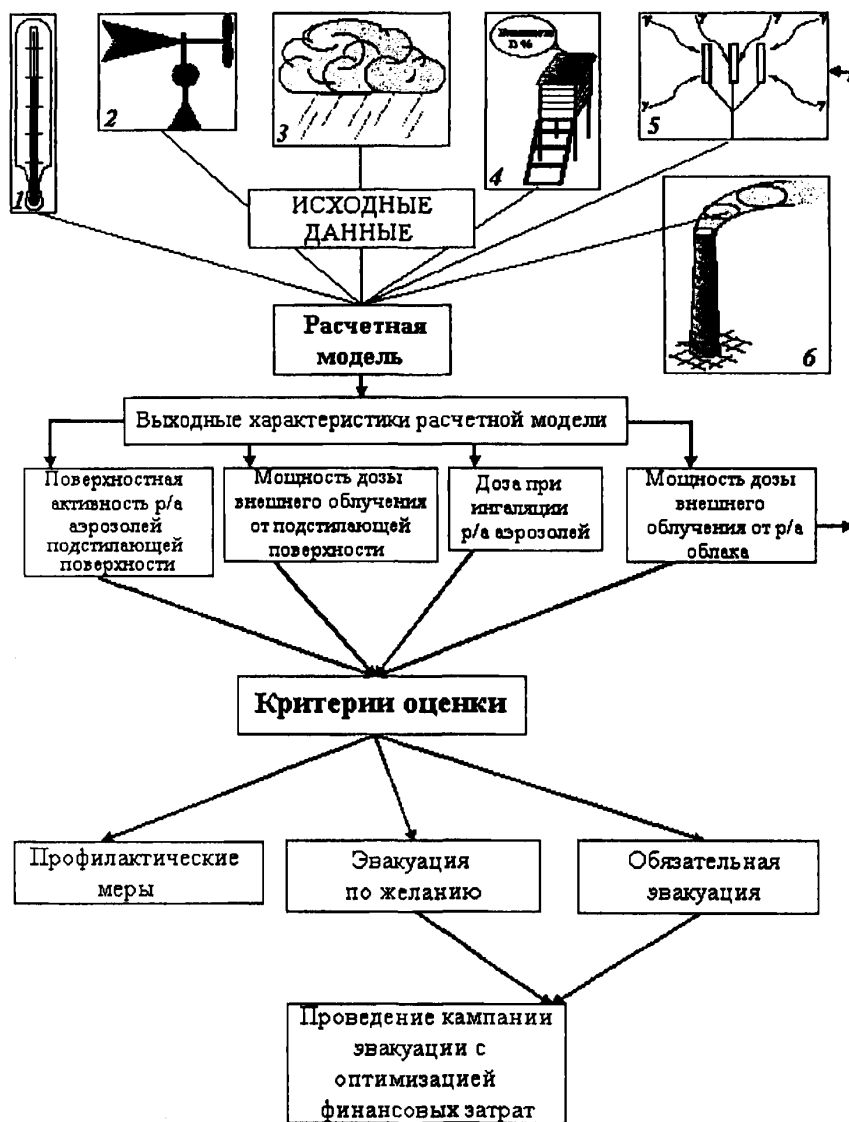 1
2
3
4
D %
5
γ
γ
γ
γ
γ
γ
6
ИСХОДНЫЕ
ДАННЫЕ
Расчетная
модель
Выходные характеристики расчетной модели
Поверхностная
активность р/а
аэрозолей
подстилающей
поверхности
Мощность дозы
внешнего облучения
от подстилающей
поверхности
Доза при
ингаляции
р/а аэрозолей
Мощность дозы
внешнего
облучения от р/а
облака
Критерии оценки
Профилактические
меры
Эвакуация
по желанию
Обязательная
эвакуация
Проведение кампании
эвакуации с
оптимизацией
финансовых затрат